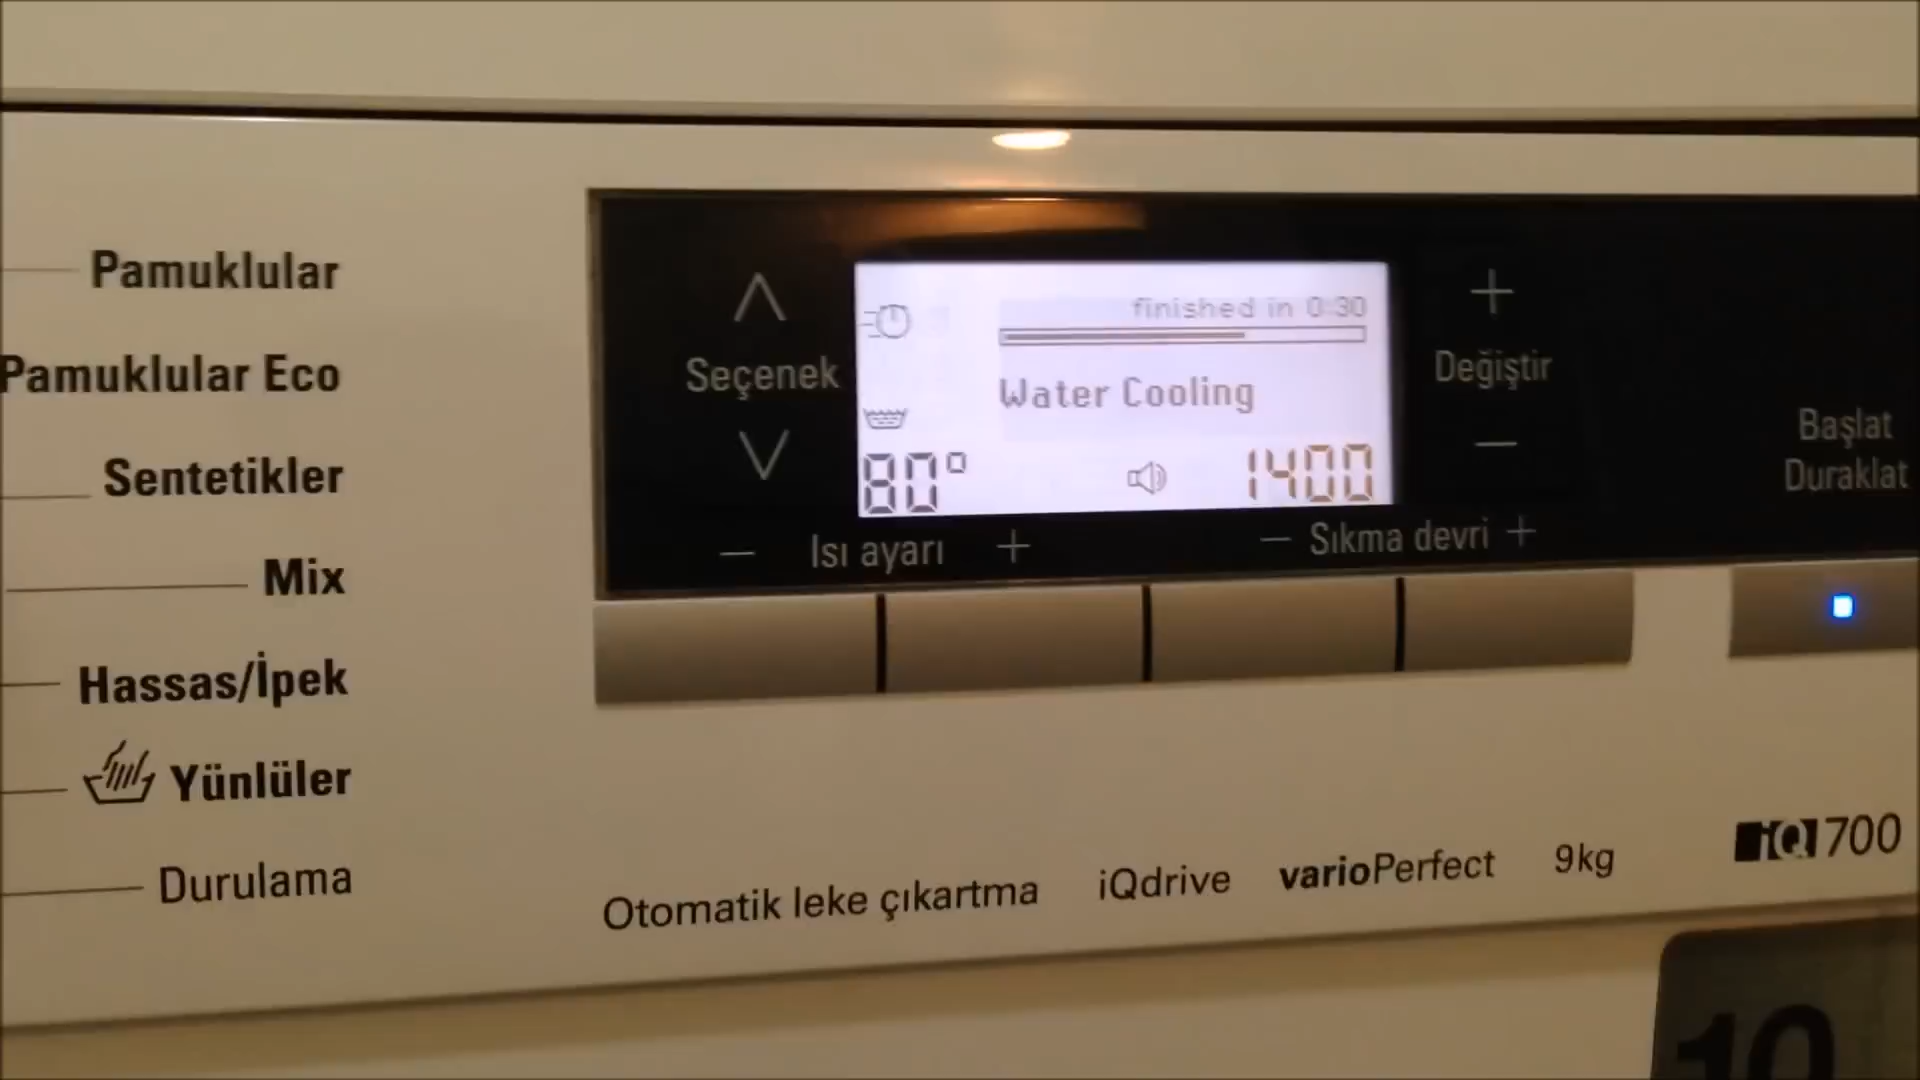 Pamuklular
Pamuklular Eco
Sentetikler
Mix
Hassas/İpek
Yünlüler
Durulama
Seçenek
finished in 0:30
Water Cooling
80°
1400
Değiştir
− Isı ayarı +
− Sıkma devri +
Başlat
Duraklat
Otomatik leke çıkartma iQdrive varioPerfect 9kg
iQ700
10